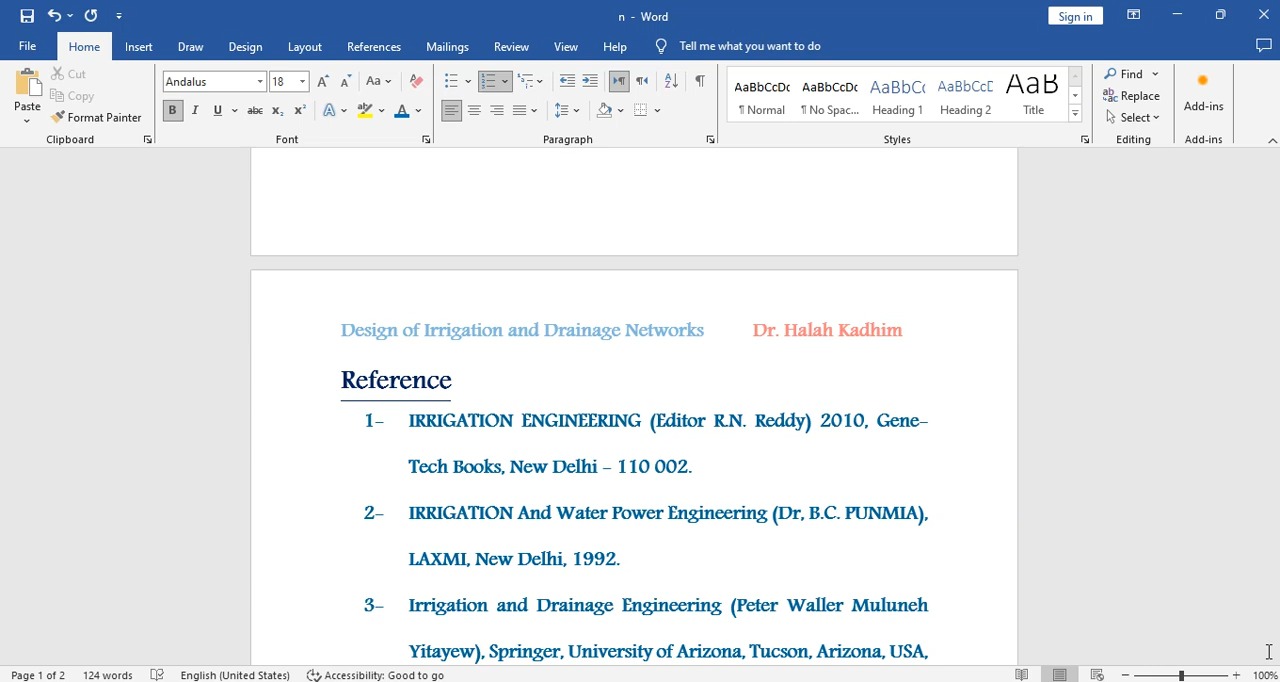 n - Word
Sign in
File Home Insert Draw Design Layout References Mailings Review View Help Tell me what you want to do
Paste
Cut
Copy
Format Painter
Clipboard
Andalus 18
Aa
B I U abc x₂ x²
A A
Font
Paragraph
AaBbCcDc ¶ Normal
AaBbCcDc ¶ No Spac...
AaBbC Heading 1
AaBbCcD Heading 2
AaB Title
Styles
Find
Replace
Select
Editing
Add-ins
Add-ins
Design of Irrigation and Drainage Networks Dr. Halah Kadhim
Reference
1- IRRIGATION ENGINEERING (Editor R.N. Reddy) 2010, Gene-
Tech Books, New Delhi – 110 002.
2- IRRIGATION And Water Power Engineering (Dr, B.C. PUNMIA),
LAXMI, New Delhi, 1992.
3- Irrigation and Drainage Engineering (Peter Waller Muluneh
Yitayew), Springer, University of Arizona, Tucson, Arizona, USA,
Page 1 of 2 124 words English (United States) Accessibility: Good to go 100%